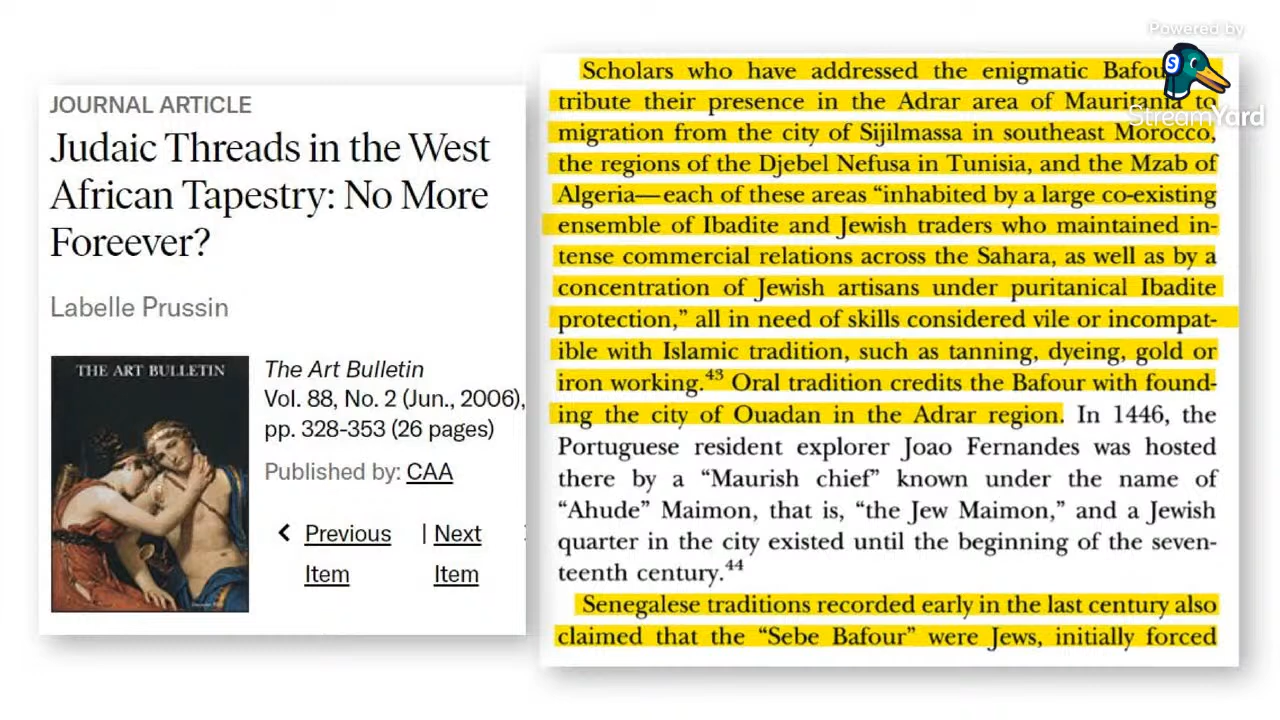 Powered by
StreamYard
JOURNAL ARTICLE
Judaic Threads in the West
African Tapestry: No More
Foreever?
Labelle Prussin
THE ART BULLETIN
The Art Bulletin
Vol. 88, No. 2 (Jun., 2006),
pp. 328-353 (26 pages)
Published by: CAA
Previous
Item
| Next
Item
Scholars who have addressed the enigmatic Bafou
tribute their presence in the Adrar area of Mauritania to
migration from the city of Sijilmassa in southeast Morocco,
the regions of the Djebel Nefusa in Tunisia, and the Mzab of
Algeria—each of these areas “inhabited by a large co-existing
ensemble of Ibadite and Jewish traders who maintained in-
tense commercial relations across the Sahara, as well as by a
concentration of Jewish artisans under puritanical Ibadite
protection,” all in need of skills considered vile or incompat-
ible with Islamic tradition, such as tanning, dyeing, gold or
iron working.43 Oral tradition credits the Bafour with found-
ing the city of Ouadan in the Adrar region. In 1446, the
Portuguese resident explorer Joao Fernandes was hosted
there by a “Maurish chief” known under the name of
“Ahude” Maimon, that is, “the Jew Maimon,” and a Jewish
quarter in the city existed until the beginning of the seven-
teenth century.44
Senegalese traditions recorded early in the last century also
claimed that the “Sebe Bafour” were Jews, initially forced